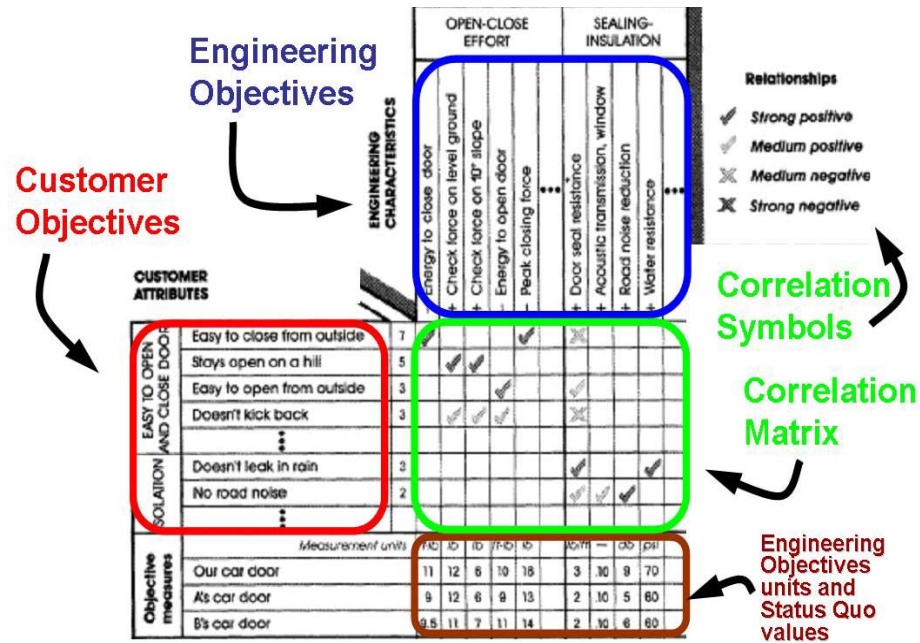 OPEN-CLOSE
EFFORT
SEALING-
INSULATION
Engineering
Objectives
ENGINEERING
CHARACTERISTICS
Energy to close door
+ Check force on level ground
+ Check force on 10° slope
– Energy to open door
– Peak closing force
+ Door seal resistance
+ Acoustic transmission, window
+ Road noise reduction
+ Water resistance
Relationships
Strong positive
Medium positive
Medium negative
Strong negative
Customer
Objectives
CUSTOMER
ATTRIBUTES
Correlation
Symbols
EASY TO OPEN
AND CLOSE DOOR
Easy to close from outside 7
Stays open on a hill 5
Easy to open from outside 3
Doesn't kick back 3
Correlation
Matrix
ISOLATION
Doesn't leak in rain 3
No road noise 2
Objective
measures
Measurement units ft-lb lb lb ft-lb lb lb/ft — db psi
Our car door 11 12 6 10 18 3 .10 9 70
A's car door 9 12 6 9 13 2 .10 5 60
B's car door 9.5 11 7 11 14 2 .10 6 60
Engineering
Objectives
units and
Status Quo
values